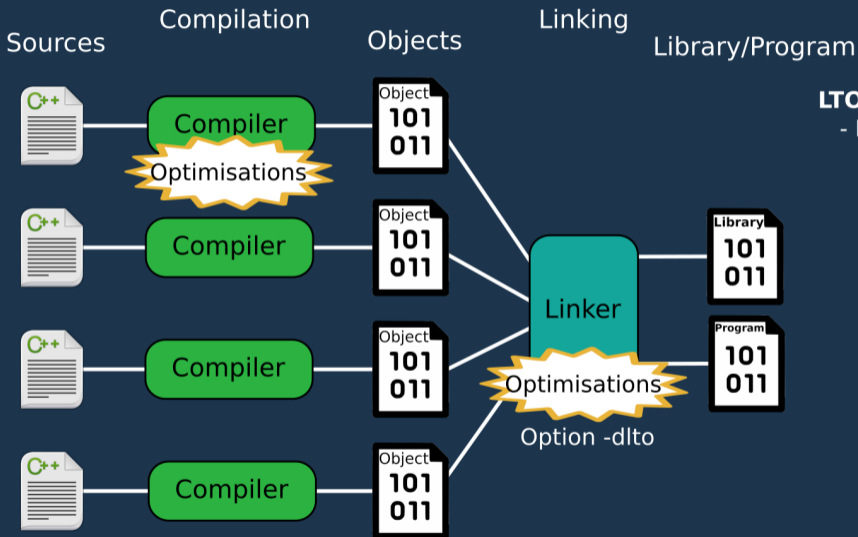 Sources
Compilation
Objects
Linking
Library/Program
LTO
-
C++
Compiler
Optimisations
Object
101
011
C++
Compiler
Object
101
011
C++
Compiler
Object
101
011
C++
Compiler
Object
101
011
Linker
Optimisations
Option -dlto
Library
101
011
Program
101
011